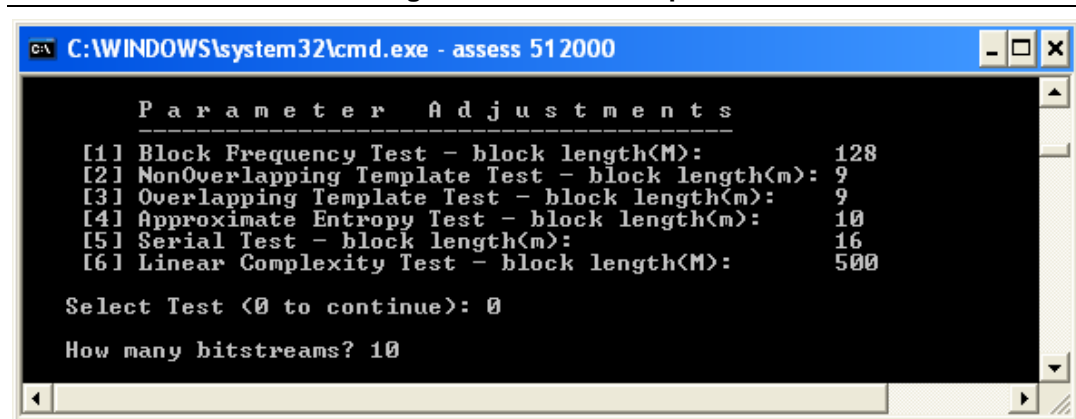 C:\WINDOWS\system32\cmd.exe - assess 512000
P a r a m e t e r   A d j u s t m e n t s
[1] Block Frequency Test - block length(M): 128
[2] NonOverlapping Template Test - block length(m): 9
[3] Overlapping Template Test - block length(m): 9
[4] Approximate Entropy Test - block length(m): 10
[5] Serial Test - block length(m): 16
[6] Linear Complexity Test - block length(M): 500
Select Test (0 to continue): 0
How many bitstreams? 10